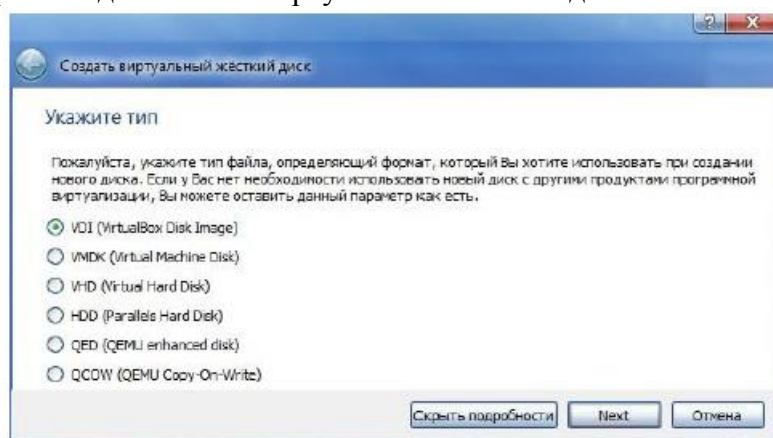 Создать виртуальный жёсткий диск
Укажите тип
Пожалуйста, укажите тип файла, определяющий формат, который Вы хотите использовать при создании
нового диска. Если у Вас нет необходимости использовать новый диск с другими продуктами программной
виртуализации, Вы можете оставить данный параметр как есть.
VDI (VirtualBox Disk Image)
VMDK (Virtual Machine Disk)
VHD (Virtual Hard Disk)
HDD (Parallels Hard Disk)
QED (QEMU enhanced disk)
QCOW (QEMU Copy-On-Write)
Скрыть подробности Next Отмена